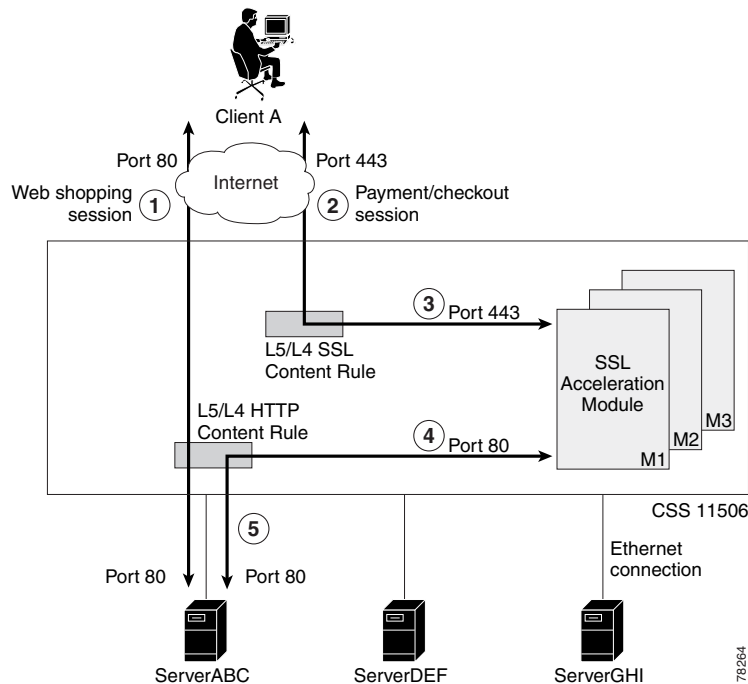 Client A
Port 80
Port 443
Internet
Web shopping
session
1
2
Payment/checkout
session
3
Port 443
L5/L4 SSL
Content Rule
SSL
Acceleration
Module
M3
M2
M1
L5/L4 HTTP
Content Rule
4
Port 80
CSS 11506
5
Ethernet
connection
Port 80
Port 80
ServerABC
ServerDEF
ServerGHI
78264